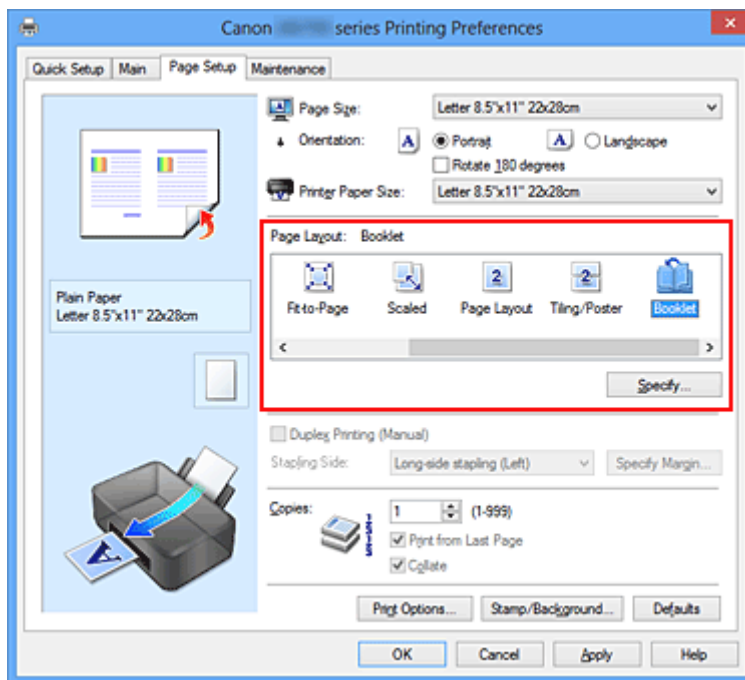 Canon series Printing Preferences
Quick Setup Main Page Setup Maintenance
Page Size: Letter 8.5"x11" 22x28cm
Orientation: A Portrait A Landscape
Rotate 180 degrees
Printer Paper Size: Letter 8.5"x11" 22x28cm
Page Layout: Booklet
Fit-to-Page Scaled Page Layout Tiling/Poster Booklet
Specify...
Plain Paper
Letter 8.5"x11" 22x28cm
Duplex Printing (Manual)
Stapling Side: Long-side stapling (Left) Specify Margin...
Copies: 1 (1-999)
Print from Last Page
Collate
Print Options... Stamp/Background... Defaults
OK Cancel Apply Help